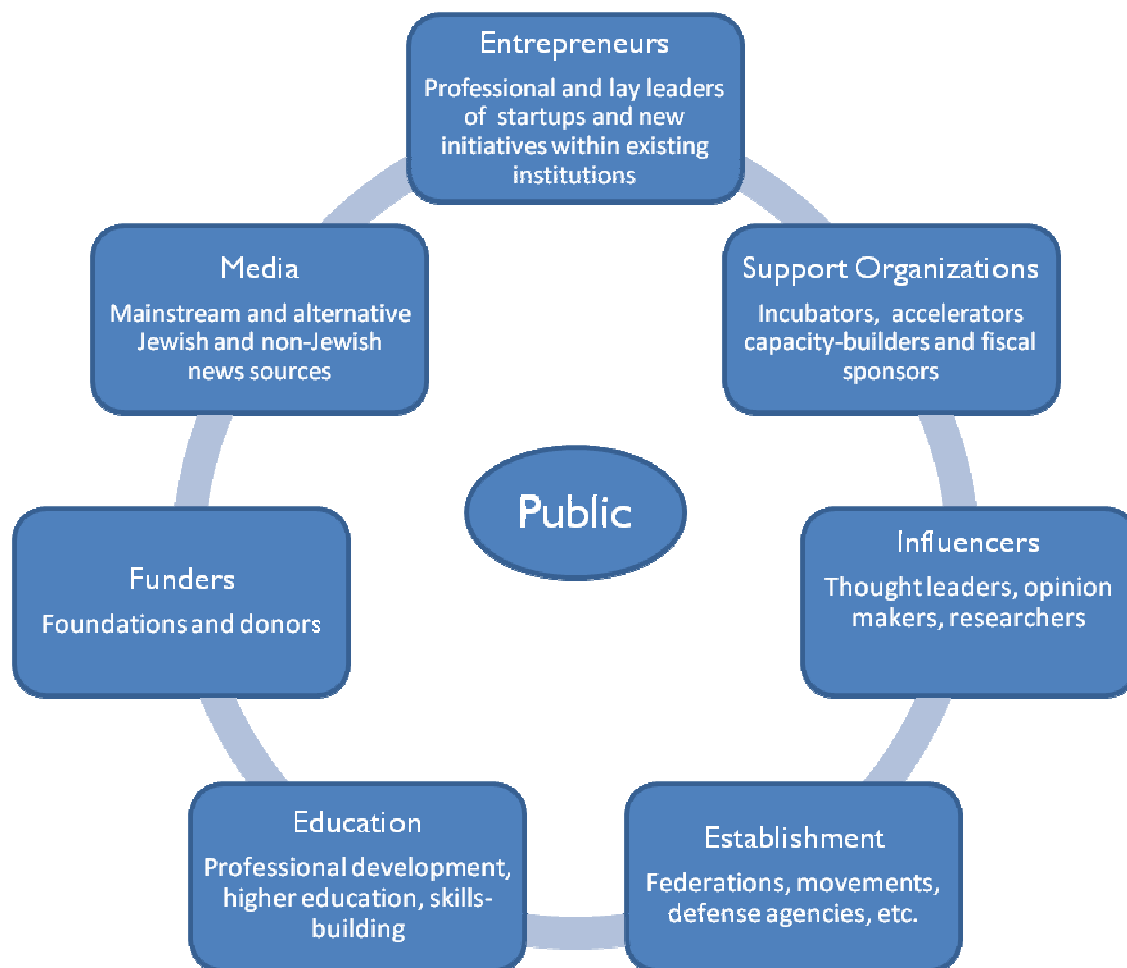 Entrepreneurs
Professional and lay leaders
of startups and new
initiatives within existing
institutions
Support Organizations
Incubators, accelerators
capacity-builders and fiscal
sponsors
Influencers
Thought leaders, opinion
makers, researchers
Establishment
Federations, movements,
defense agencies, etc.
Education
Professional development,
higher education, skills-
building
Funders
Foundations and donors
Media
Mainstream and alternative
Jewish and non-Jewish
news sources
Public